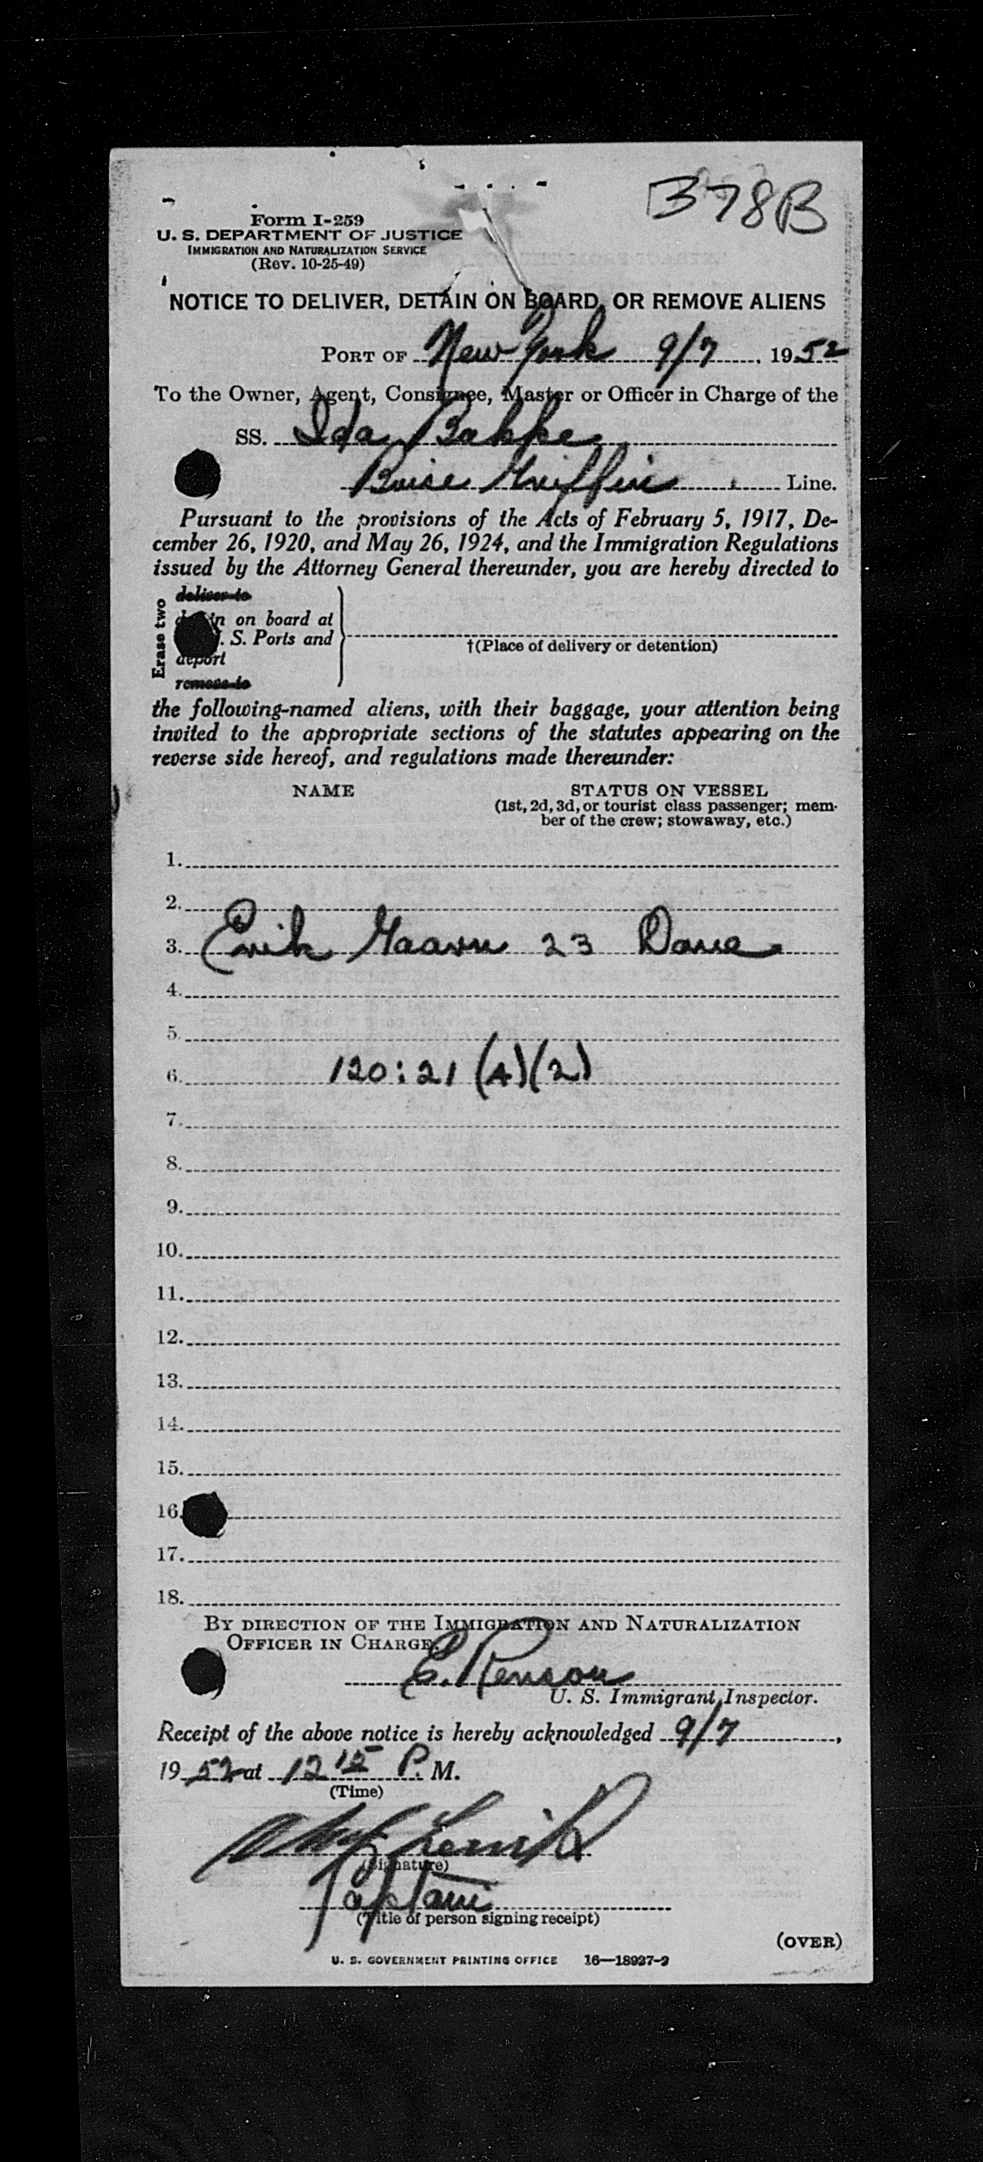 378B
Form I-259
U. S. DEPARTMENT OF JUSTICE
IMMIGRATION AND NATURALIZATION SERVICE
(Rev. 10-25-49)
NOTICE TO DELIVER, DETAIN ON BOARD, OR REMOVE ALIENS
PORT OF New York 9/7, 1952
To the Owner, Agent, Consignee, Master or Officer in Charge of the
SS. Ida Bakke
Boise Griffin Line.
Pursuant to the provisions of the Acts of February 5, 1917, De-
cember 26, 1920, and May 26, 1924, and the Immigration Regulations
issued by the Attorney General thereunder, you are hereby directed to
Erase two
deliver to
on board at
S. Ports and
deport
remove to
†(Place of delivery or detention)
the following-named aliens, with their baggage, your attention being
invited to the appropriate sections of the statutes appearing on the
reverse side hereof, and regulations made thereunder:
NAME STATUS ON VESSEL
(1st, 2d, 3d, or tourist class passenger; mem-
ber of the crew; stowaway, etc.)
1.
2.
3. Erik 23 Dane
4.
5.
6. 120:21 (A)(2)
7.
8.
9.
10.
11.
12.
13.
14.
15.
16.
17.
18.
BY DIRECTION OF THE IMMIGRATION AND NATURALIZATION
OFFICER IN CHARGE,
E. Renson
U. S. Immigrant Inspector.
Receipt of the above notice is hereby acknowledged 9/7,
1952 at 12 15 P. M.
(Time)
(Signature)
Captain
(Title of person signing receipt)
(OVER)
U. S. GOVERNMENT PRINTING OFFICE 16—18927-2